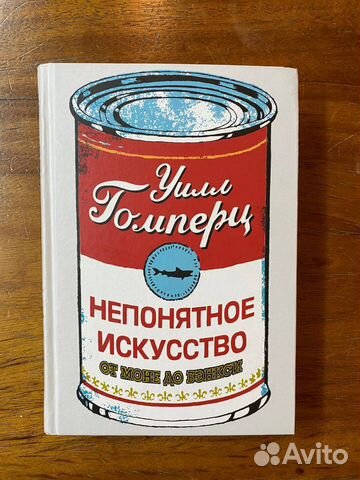 Уилл
Гомперц
НЕПОНЯТНОЕ
ИСКУССТВО
ОТ МОНЕ ДО БЭНКСИ
Avito